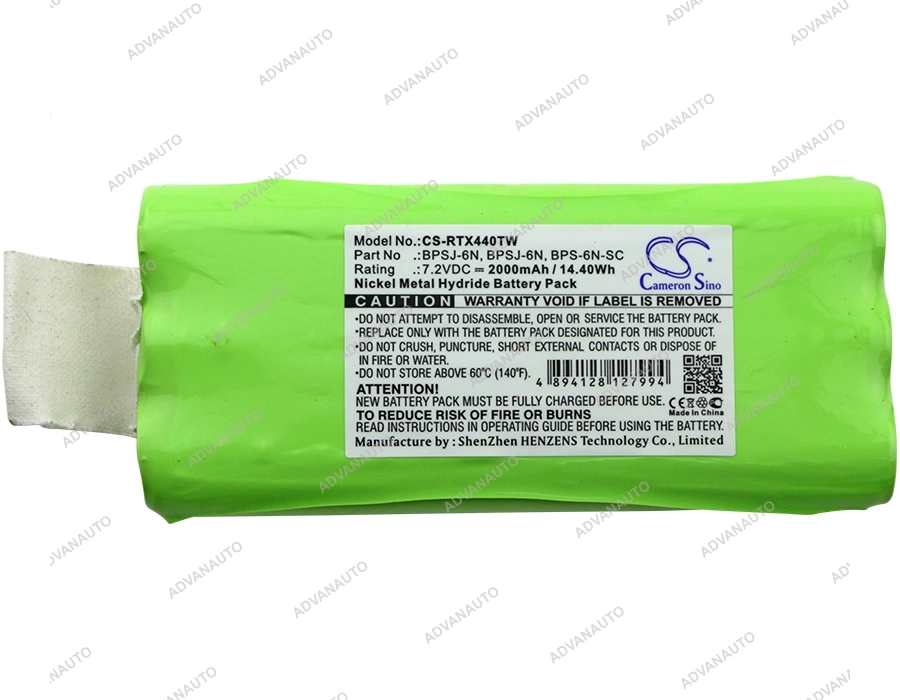 Model No.: CS-RTX440TW
Part No .: BPSJ-6N, BPSJ-6N, BPS-6N-SC
Rating .: 7.2VDC ⎓ 2000mAh / 14.40Wh
Nickel Metal Hydride Battery Pack
CS
Cameron Sino
CAUTION WARRANTY VOID IF LABEL IS REMOVED
•DO NOT ATTEMPT TO DISASSEMBLE, OPEN OR SERVICE THE BATTERY
•REPLACE ONLY WITH THE BATTERY PACK DESIGNATED FOR THIS PRODUCT.
•DO NOT CRUSH, PUNCTURE, SHORT EXTERNAL CONTACTS OR DISPOSE OF
IN FIRE OR WATER.
•DO NOT STORE ABOVE 60℃ (140℉).
4 894128 127994
ATTENTION!
NEW BATTERY PACK MUST BE FULLY CHARGED BEFORE USE
TO REDUCE RISK OF FIRE OR BURNS
READ INSTRUCTIONS IN OPERATING GUIDE BEFORE USING THE BATTERY.
CE
Made In China
Manufacture by : ShenZhen HENZENS Technology Co., Limited
ADVANAUTO